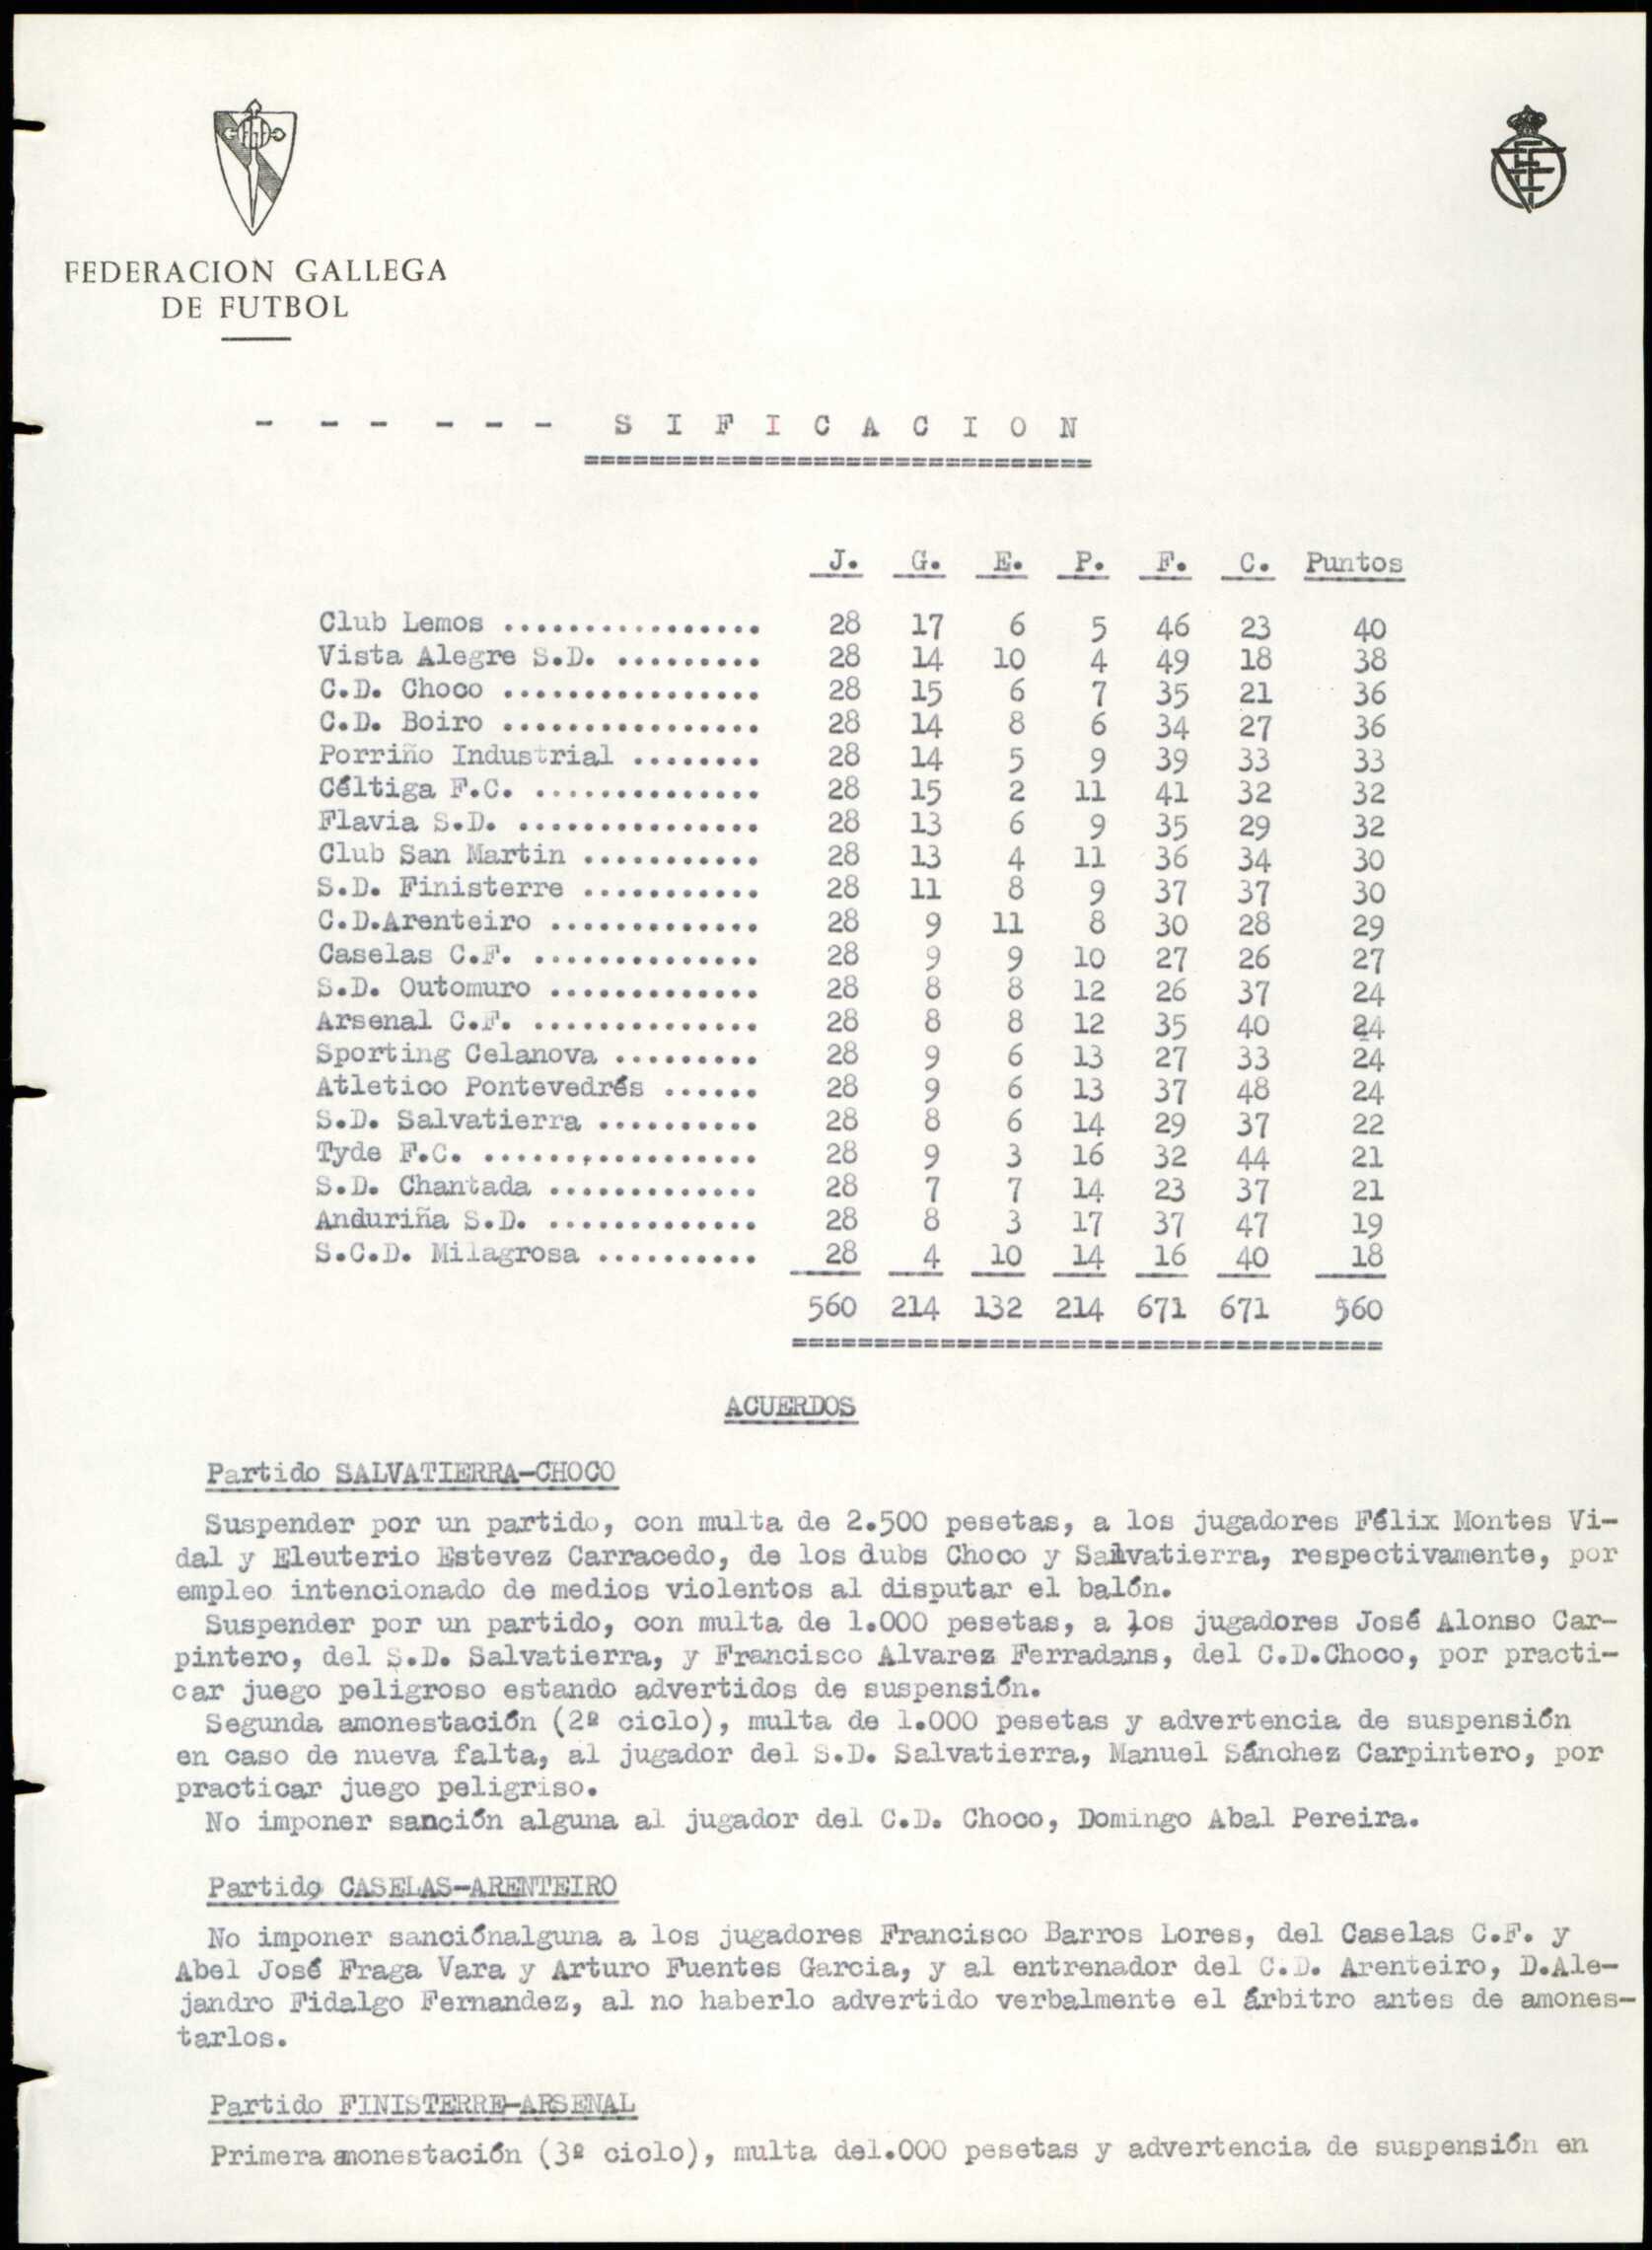 FEDERACION GALLEGA
DE FUTBOL
- - - - - - S I F I C A C I O N
===============================
J. G. E. P. F. C. Puntos
Club Lemos ................ 28 17 6 5 46 23 40
Vista Alegre S.D. ......... 28 14 10 4 49 18 38
C.D. Choco ................ 28 15 6 7 35 21 36
C.D. Boiro ................ 28 14 8 6 34 27 36
Porriño Industrial ........ 28 14 5 9 39 33 33
Céltiga F.C. .............. 28 15 2 11 41 32 32
Flavia S.D. ............... 28 13 6 9 35 29 32
Club San Martin ........... 28 13 4 11 36 34 30
S.D. Finisterre ........... 28 11 8 9 37 37 30
C.D.Arenteiro ............. 28 9 11 8 30 28 29
Caselas C.F. .............. 28 9 9 10 27 26 27
S.D. Outomuro ............. 28 8 8 12 26 37 24
Arsenal C.F. .............. 28 8 8 12 35 40 24
Sporting Celanova ......... 28 9 6 13 27 33 24
Atletico Pontevedrés ...... 28 9 6 13 37 48 24
S.D. Salvatierra .......... 28 8 6 14 29 37 22
Tyde F.C. ................. 28 9 3 16 32 44 21
S.D. Chantada ............. 28 7 7 14 23 37 21
Anduriña S.D. ............. 28 8 3 17 37 47 19
S.C.D. Milagrosa .......... 28 4 10 14 16 40 18
560 214 132 214 671 671 560
====================================
ACUERDOS
Partido SALVATIERRA-CHOCO
Suspender por un partido, con multa de 2.500 pesetas, a los jugadores Félix Montes Vi-
dal y Eleuterio Estevez Carracedo, de los dubs Choco y Salvatierra, respectivamente, por
empleo intencionado de medios violentos al disputar el balón.
Suspender por un partido, con multa de 1.000 pesetas, a los jugadores José Alonso Car-
pintero, del S.D. Salvatierra, y Francisco Alvarez Ferradans, del C.D.Choco, por practi-
car juego peligroso estando advertidos de suspensión.
Segunda amonestación (2º ciclo), multa de 1.000 pesetas y advertencia de suspensión
en caso de nueva falta, al jugador del S.D. Salvatierra, Manuel Sánchez Carpintero, por
practicar juego peligriso.
No imponer sanción alguna al jugador del C.D. Choco, Domingo Abal Pereira.
Partido CASELAS-ARENTEIRO
No imponer sanciónalguna a los jugadores Francisco Barros Lores, del Caselas C.F. y
Abel José Fraga Vara y Arturo Fuentes Garcia, y al entrenador del C.D. Arenteiro, D.Ale-
jandro Fidalgo Fernandez, al no haberlo advertido verbalmente el árbitro antes de amones-
tarlos.
Partido FINISTERRE-ARSENAL
Primera amonestación (3º ciclo), multa de1.000 pesetas y advertencia de suspensión en